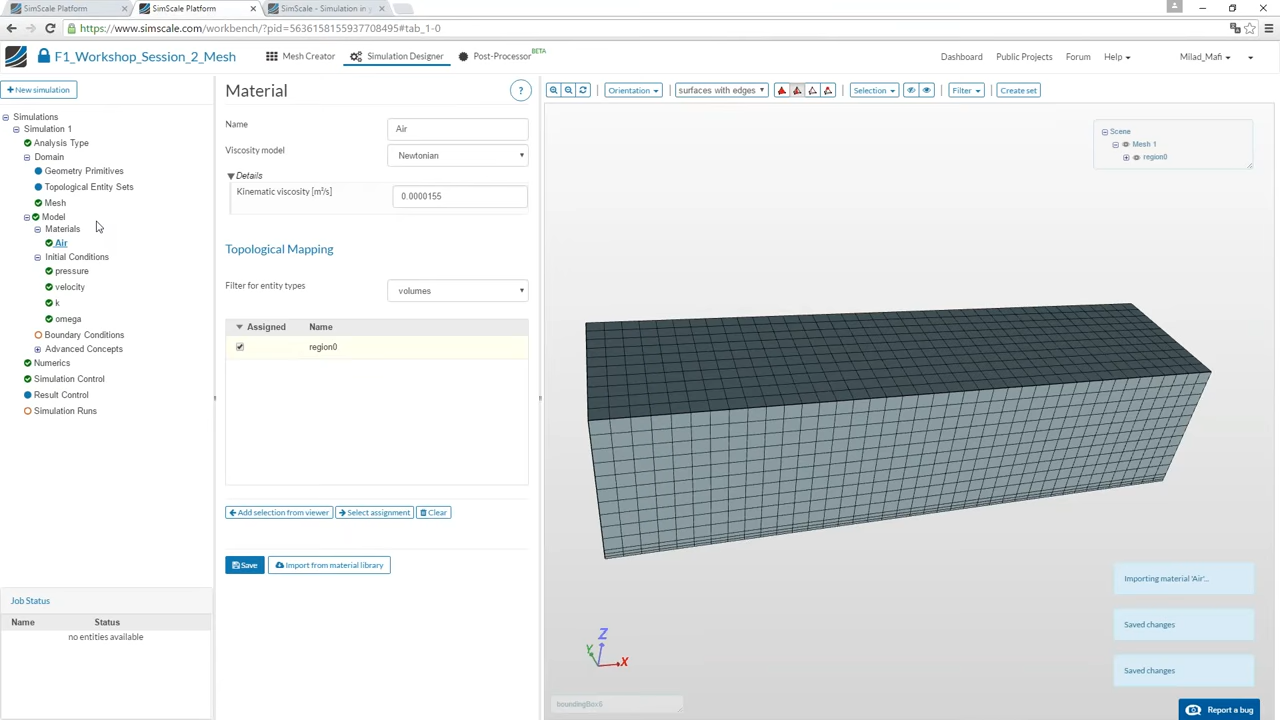 SimScale Platform
SimScale Platform
SimScale - Simulation in y
https://www.simscale.com/workbench/?pid=5636158155937708495#tab_1-0
F1_Workshop_Session_2_Mesh
Mesh Creator
Simulation Designer
Post-Processor BETA
Dashboard
Public Projects
Forum
Help
Milad_Mafi
New simulation
Simulations
Simulation 1
Analysis Type
Domain
Geometry Primitives
Topological Entity Sets
Mesh
Model
Materials
Air
Initial Conditions
pressure
velocity
k
omega
Boundary Conditions
Advanced Concepts
Numerics
Simulation Control
Result Control
Simulation Runs
Job Status
Name Status
no entities available
Material
?
Name Air
Viscosity model Newtonian
Details
Kinematic viscosity [m²/s] 0.0000155
Topological Mapping
Filter for entity types volumes
Assigned Name
region0
Add selection from viewer
Select assignment
Clear
Save
Import from material library
Orientation
surfaces with edges
Selection
Filter
Create set
Scene
Mesh 1
region0
Z
Y
X
boundingBox6
Importing material 'Air'...
Saved changes
Saved changes
Report a bug